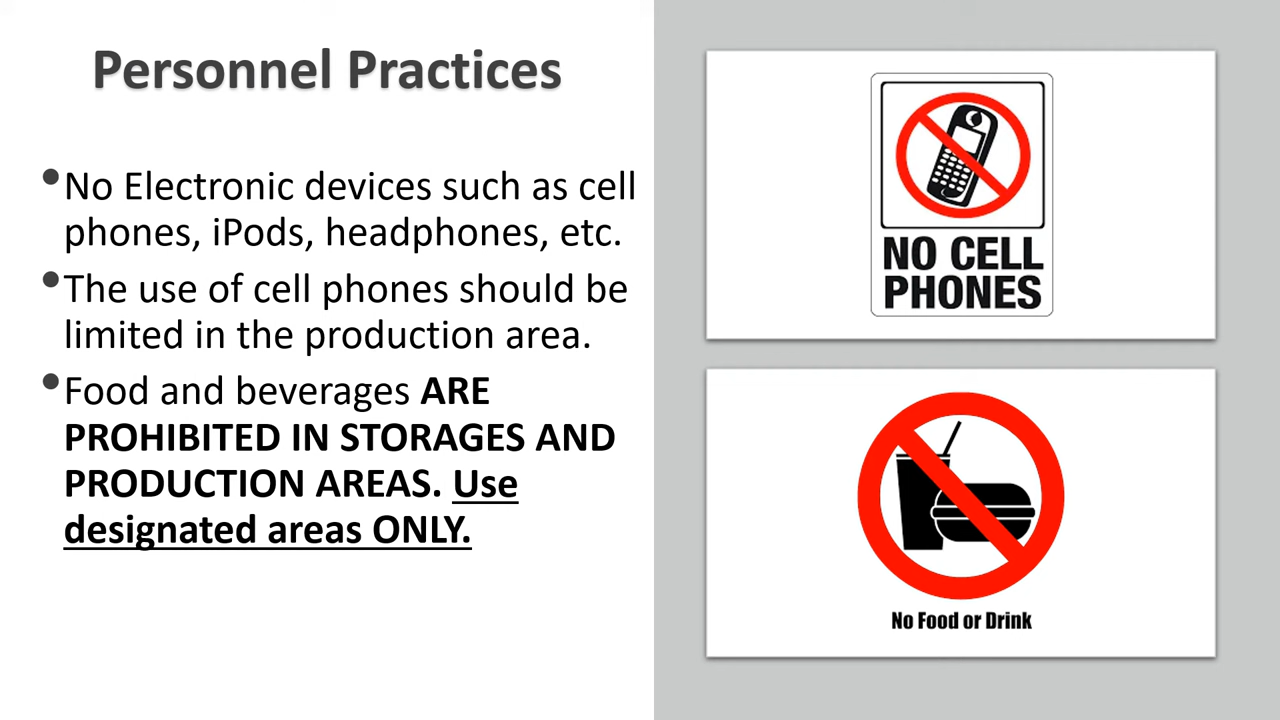 Personnel Practices
•No Electronic devices such as cell
phones, iPods, headphones, etc.
•The use of cell phones should be
limited in the production area.
•Food and beverages ARE
PROHIBITED IN STORAGES AND
PRODUCTION AREAS. Use
designated areas ONLY.
NO CELL
PHONES
No Food or Drink